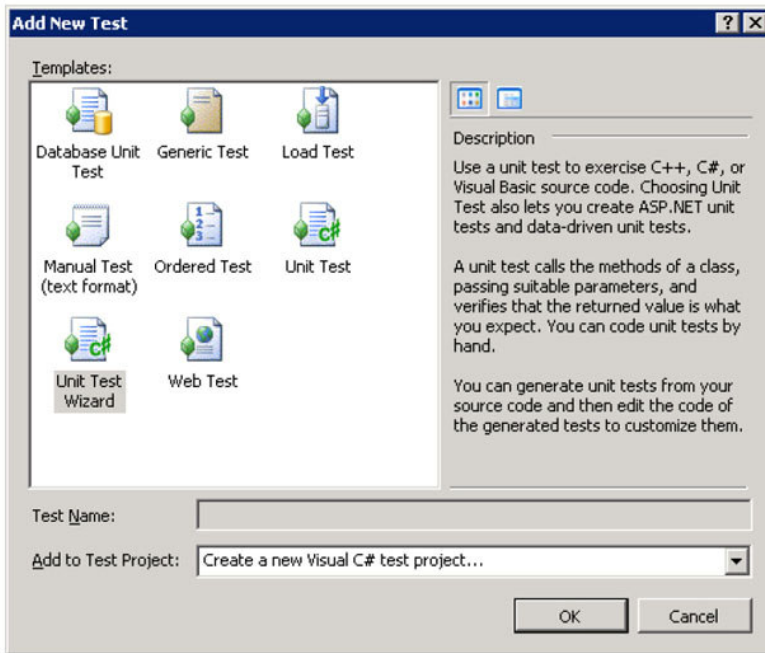 Add New Test
Templates:
Database Unit
Test
Generic Test
Load Test
Manual Test
(text format)
Ordered Test
Unit Test
Unit Test
Wizard
Web Test
Description
Use a unit test to exercise C++, C#, or
Visual Basic source code. Choosing Unit
Test also lets you create ASP.NET unit
tests and data-driven unit tests.
A unit test calls the methods of a class,
passing suitable parameters, and
verifies that the returned value is what
you expect. You can code unit tests by
hand.
You can generate unit tests from your
source code and then edit the code of
the generated tests to customize them.
Test Name:
Add to Test Project:
Create a new Visual C# test project...
OK
Cancel